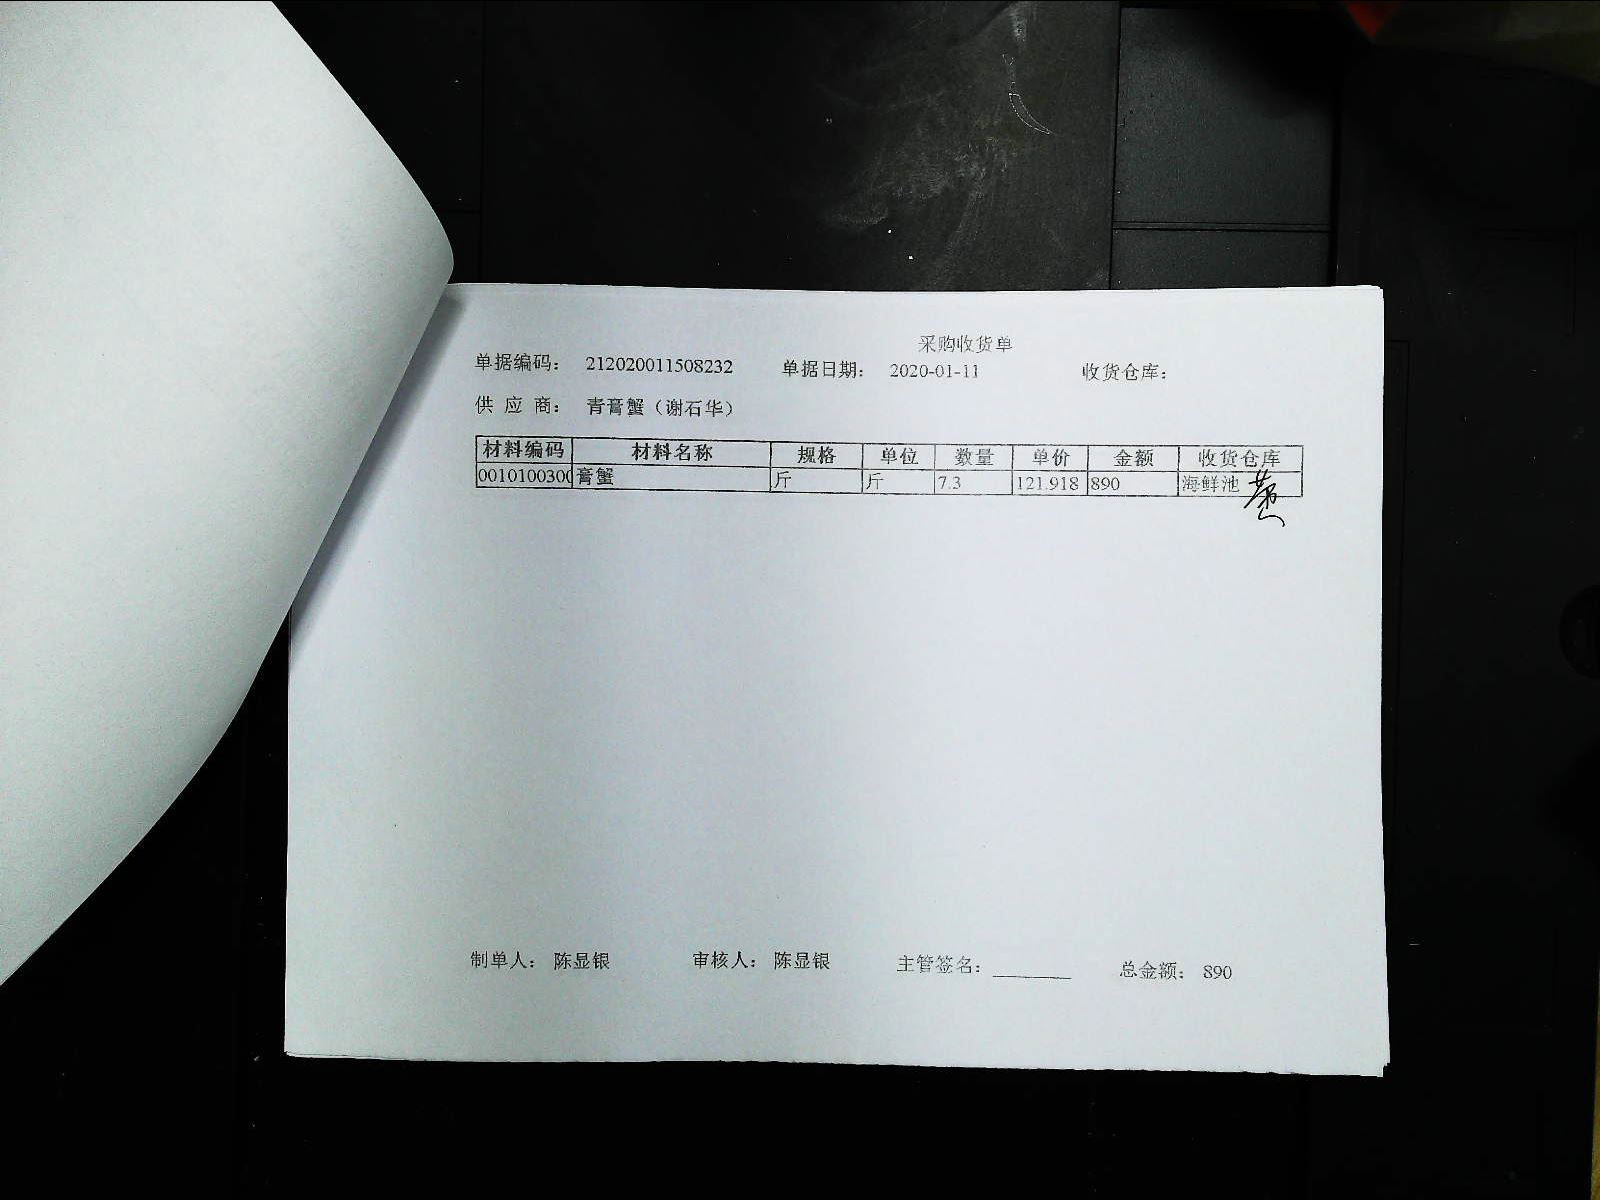 采购收货单
单据编码： 212020011508232 单据日期： 2020-01-11 收货仓库：
供 应 商： 青膏蟹（谢石华）
材料编码 材料名称 规格 单位 数量 单价 金额 收货仓库
0010100300 膏蟹 斤 斤 7.3 121.918 890 海鲜池
制单人： 陈显银 审核人： 陈显银 主管签名：________ 总金额： 890